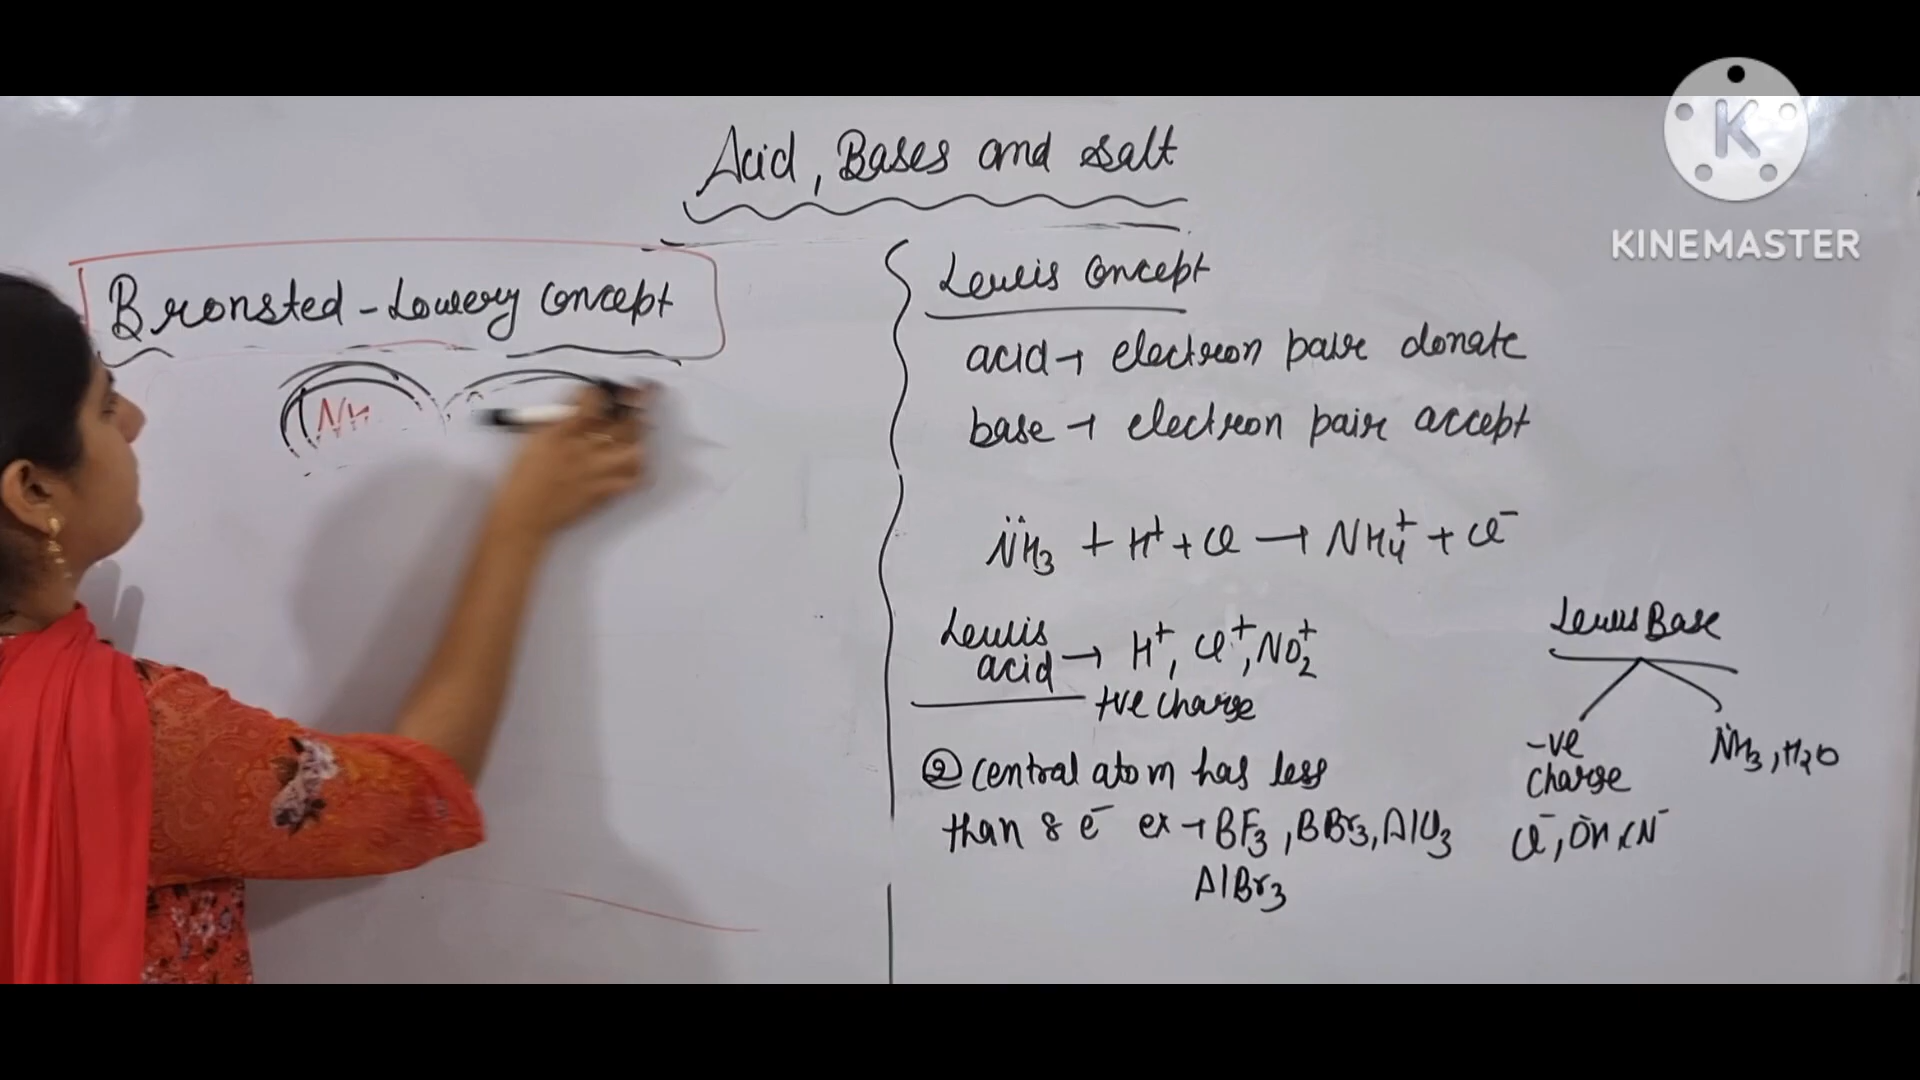 Acid, Bases and salt
Bronsted-Lowery concept
NH
Lewis Concept
acid → electron pair donate
base → electron pair accept
N̈H₃ + H⁺ + Cl → NH₄⁺ + Cl⁻
Lewis acid → H⁺, Cl⁺, NO₂⁺
+ve charge
② central atom has less
than 8 e⁻ ex → BF₃, BBr₃, AlCl₃
AlBr₃
Lewis Base
-ve charge
N̈H₃, H₂O
Cl⁻, OH⁻, CN⁻
K
KINEMASTER